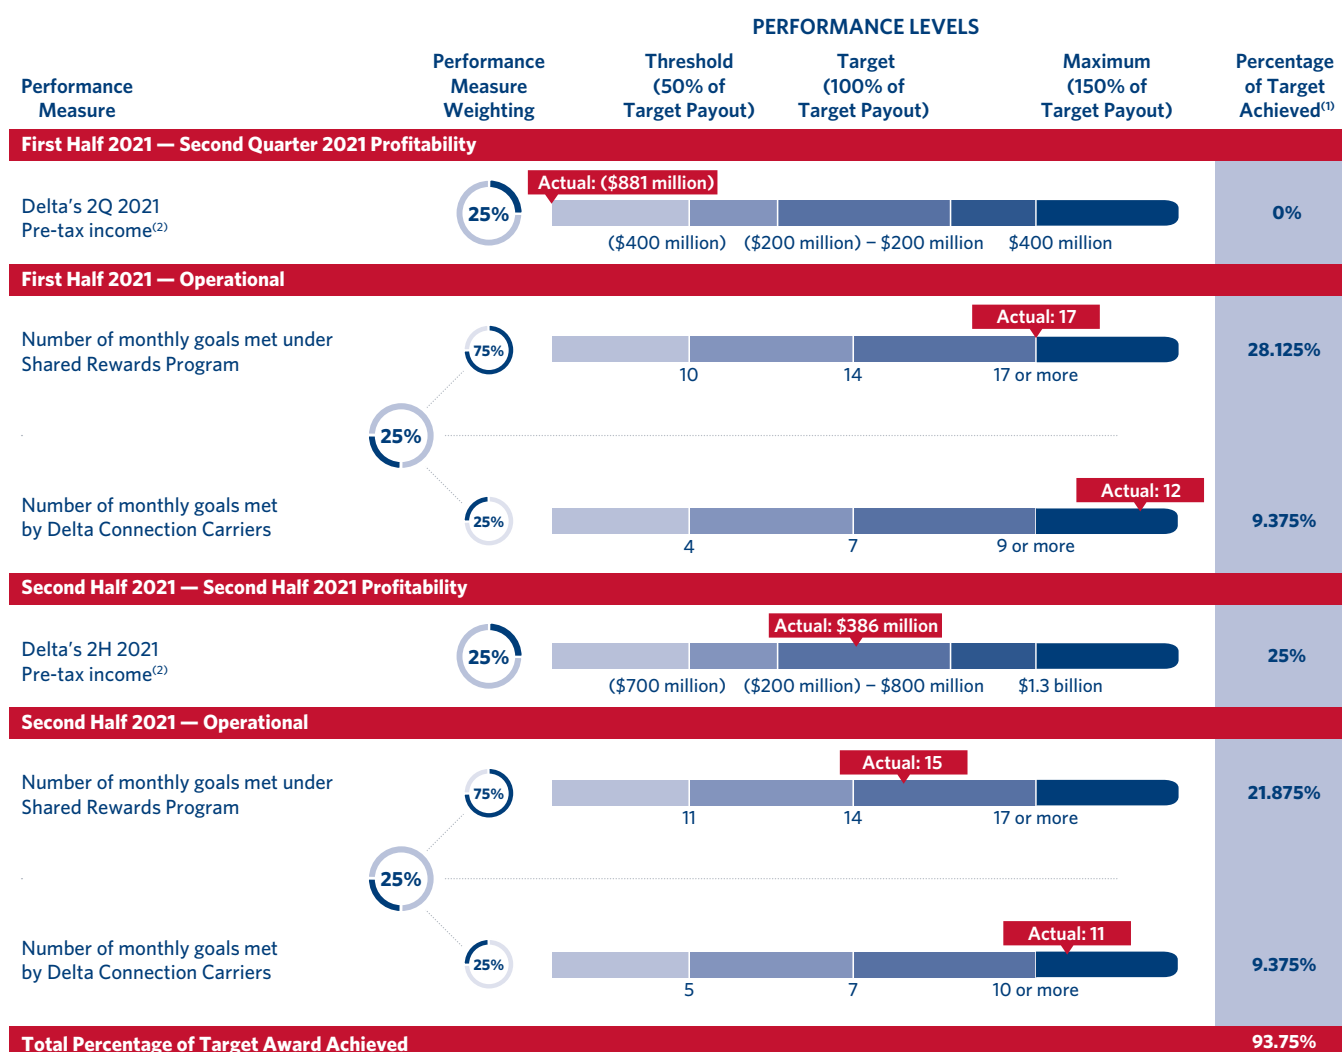 PERFORMANCE LEVELS
Performance
Measure
Performance
Measure
Weighting
Threshold
(50% of
Target Payout)
Target
(100% of
Target Payout)
Maximum
(150% of
Target Payout)
Percentage
of Target
Achieved(1)
First Half 2021 — Second Quarter 2021 Profitability
Delta's 2Q 2021
Pre-tax income(2)
25%
Actual: ($881 million)
($400 million)
($200 million) – $200 million
$400 million
0%
First Half 2021 — Operational
Number of monthly goals met under
Shared Rewards Program
75%
Actual: 17
10
14
17 or more
28.125%
25%
Number of monthly goals met
by Delta Connection Carriers
25%
Actual: 12
4
7
9 or more
9.375%
Second Half 2021 — Second Half 2021 Profitability
Delta's 2H 2021
Pre-tax income(2)
25%
Actual: $386 million
($700 million)
($200 million) – $800 million
$1.3 billion
25%
Second Half 2021 — Operational
Number of monthly goals met under
Shared Rewards Program
75%
Actual: 15
11
14
17 or more
21.875%
25%
Number of monthly goals met
by Delta Connection Carriers
25%
Actual: 11
5
7
10 or more
9.375%
Total Percentage of Target Award Achieved
93.75%